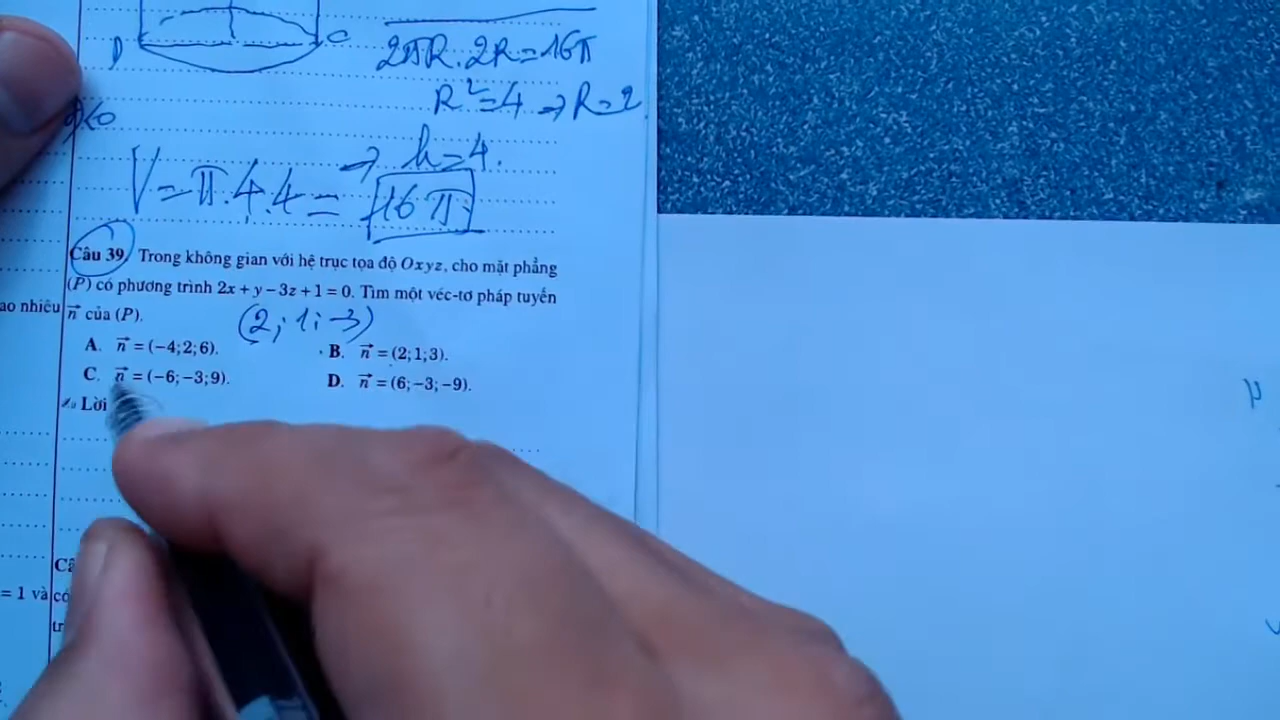 D C
2πR.2R=16π
R²=4 → R=2
→ h=4.
V=π.4.4= 16π
Câu 39. Trong không gian với hệ trục tọa độ Oxyz, cho mặt phẳng
(P) có phương trình 2x + y − 3z + 1 = 0. Tìm một véc-tơ pháp tuyến
ao nhiêu n⃗ của (P). (2; 1; -3)
A. n⃗ = (−4; 2; 6). B. n⃗ = (2; 1; 3).
C. n⃗ = (−6; −3; 9). D. n⃗ = (6; −3; −9).
Lời
= 1 và